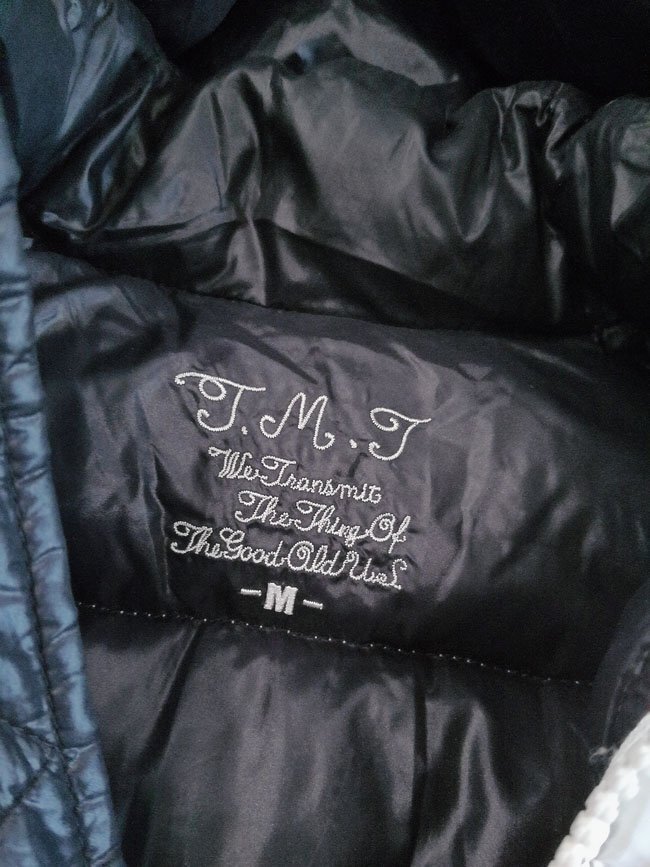 T.M.T
We Transmit
The Thing Of
The Good Old U.S.
-M-